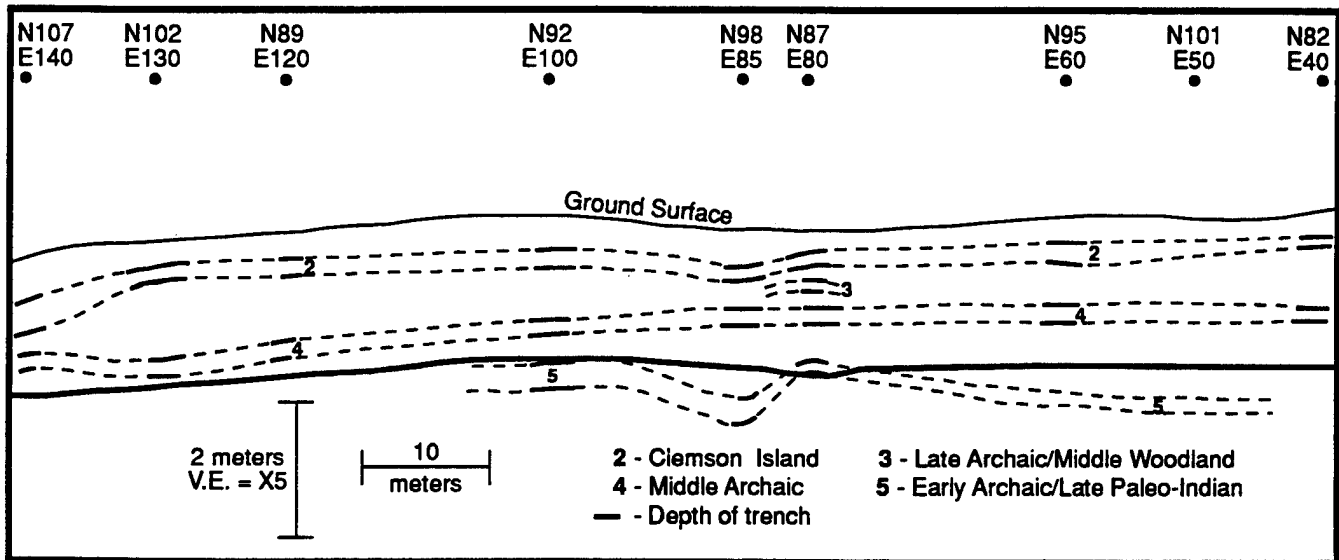 N107 N102 N89 N92 N98 N87 N95 N101 N82
E140 E130 E120 E100 E85 E80 E60 E50 E40
Ground Surface
2
2
3
4
4
5
5
2 meters
V.E. = X5
10
meters
2 - Clemson Island
3 - Late Archaic/Middle Woodland
4 - Middle Archaic
5 - Early Archaic/Late Paleo-Indian
- Depth of trench